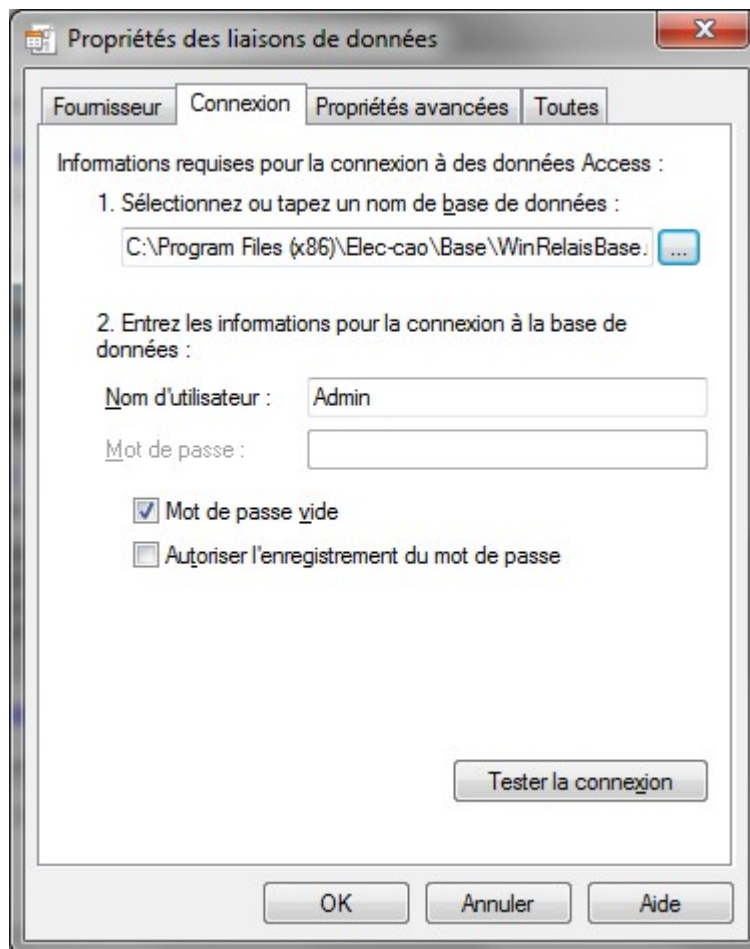 Propriétés des liaisons de données
Fournisseur Connexion Propriétés avancées Toutes
Informations requises pour la connexion à des données Access :
1. Sélectionnez ou tapez un nom de base de données :
C:\Program Files (x86)\Elec-cao\Base\WinRelaisBase. ...
2. Entrez les informations pour la connexion à la base de
données :
Nom d'utilisateur : Admin
Mot de passe :
Mot de passe vide
Autoriser l'enregistrement du mot de passe
Tester la connexion
OK Annuler Aide